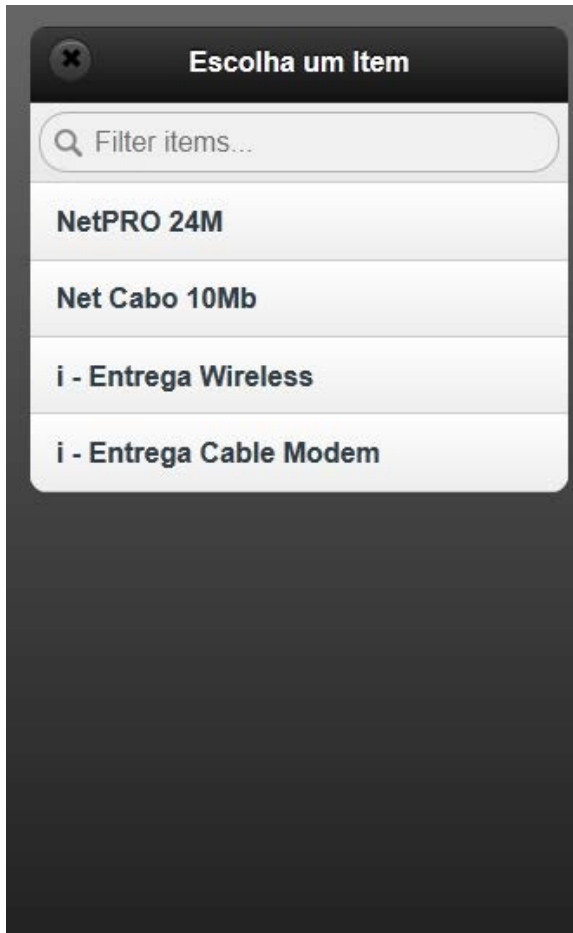 Escolha um Item
Filter items...
NetPRO 24M
Net Cabo 10Mb
i - Entrega Wireless
i - Entrega Cable Modem